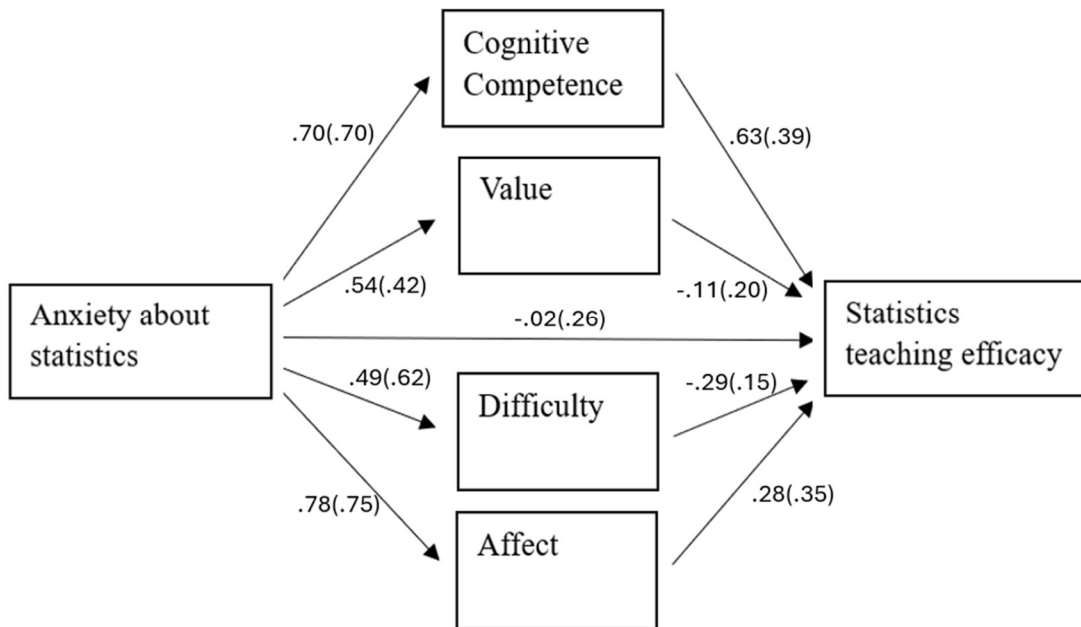 Cognitive
Competence
.70(.70)
.63(.39)
Value
.54(.42)
-.11(.20)
Anxiety about
statistics
-.02(.26)
Statistics
teaching efficacy
.49(.62)
-.29(.15)
Difficulty
.78(.75)
.28(.35)
Affect